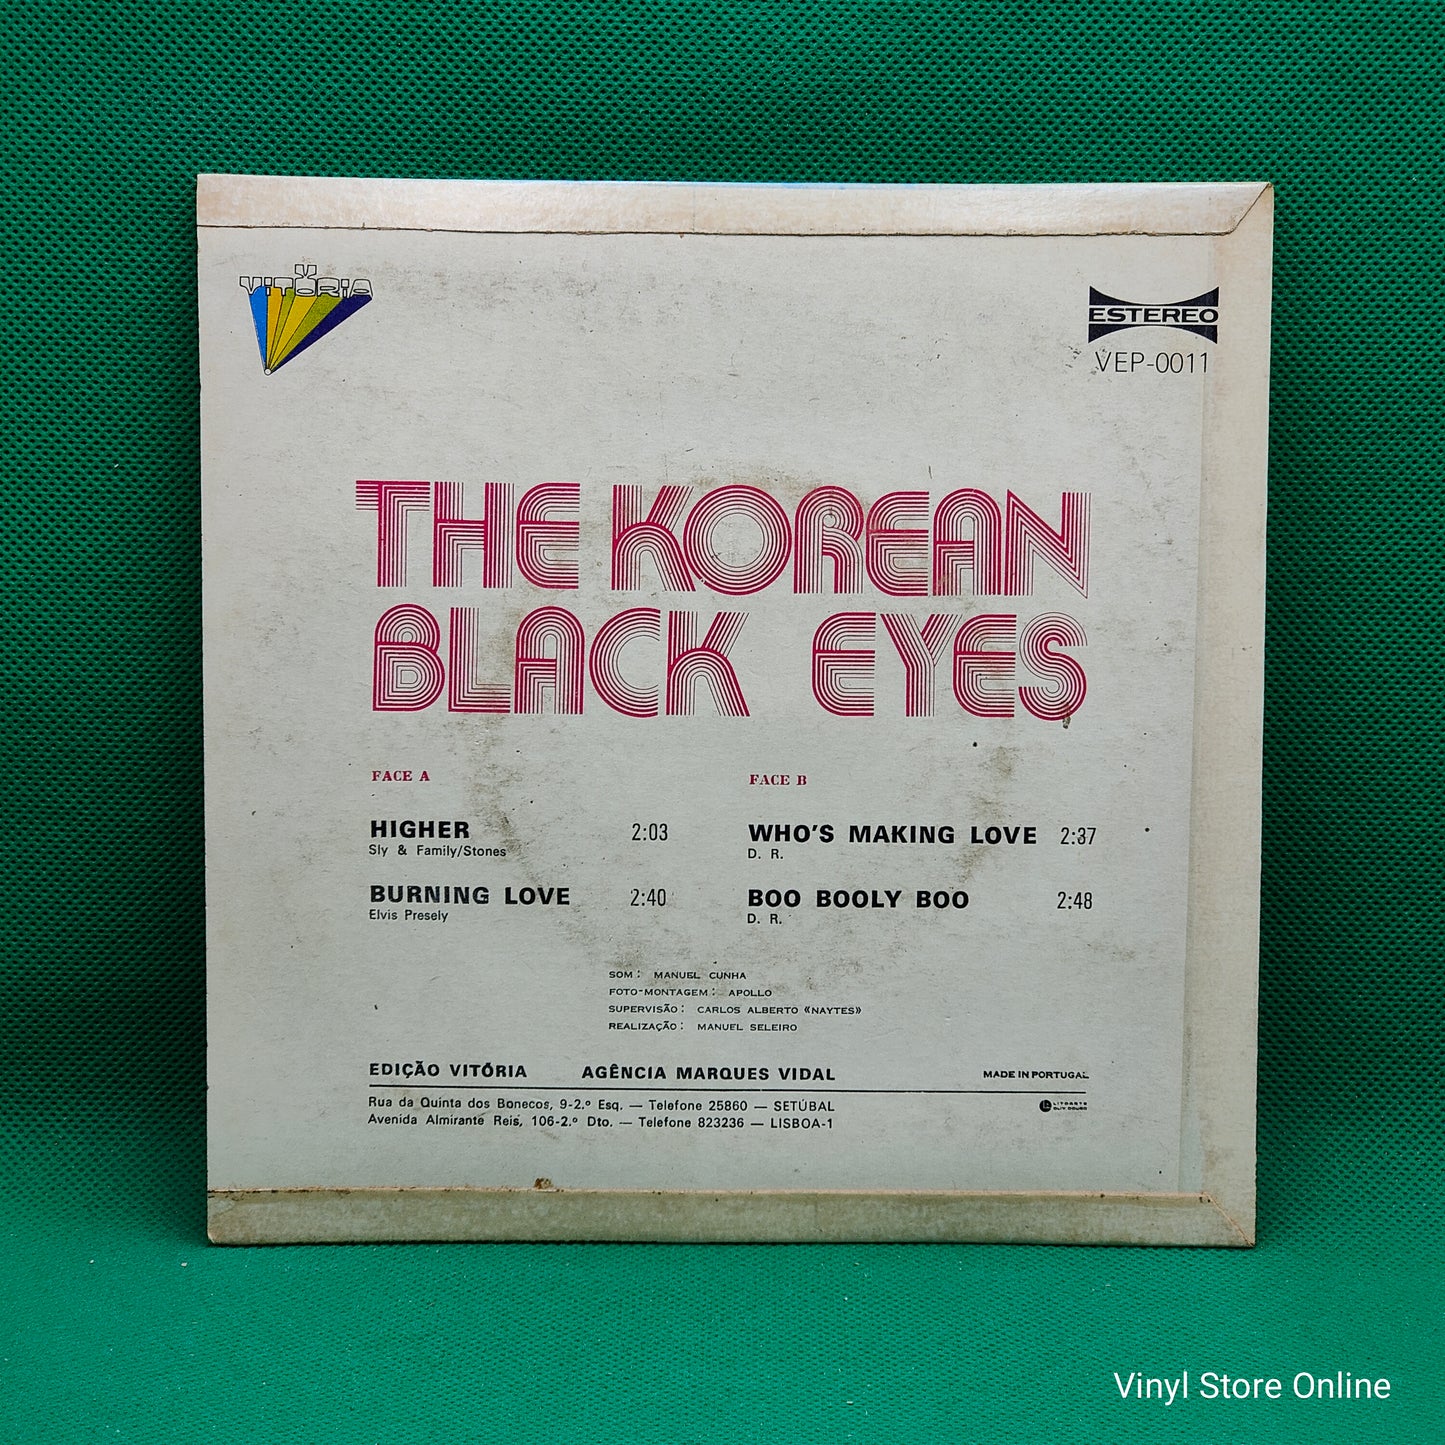 VITÓRIA
ESTEREO
VEP-0011
THE KOREAN
BLACK EYES
FACE A
HIGHER 2:03
Sly & Family/Stones
BURNING LOVE 2:40
Elvis Presely
FACE B
WHO'S MAKING LOVE 2:37
D. R.
BOO BOOLY BOO 2:48
D. R.
SOM: MANUEL CUNHA
FOTO-MONTAGEM: APOLLO
SUPERVISÃO: CARLOS ALBERTO «NAYTES»
REALIZAÇÃO: MANUEL SELEIRO
EDIÇÃO VITÓRIA AGÊNCIA MARQUES VIDAL MADE IN PORTUGAL
Rua da Quinta dos Bonecos, 9-2.º Esq. — Telefone 25860 — SETÚBAL
Avenida Almirante Reis, 106-2.º Dto. — Telefone 823236 — LISBOA-1
Vinyl Store Online